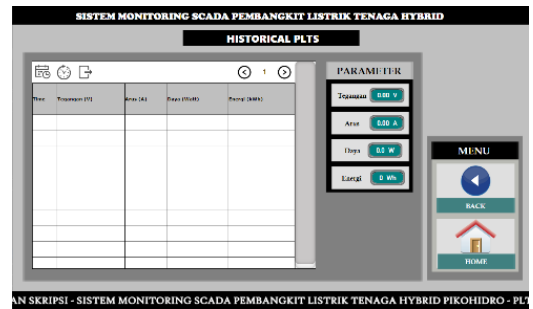 SISTEM MONITORING SCADA PEMBANGKIT LISTRIK TENAGA HYBRID
HISTORICAL PLTS
1
Time Tegangan (V) Arus (A) Daya (Watt) Energi (kWh)
PARAMETER
Tegangan 0.00 V
Arus 0.00 A
Daya 0.0 W
Energi 0 Wh
MENU
BACK
HOME
AN SKRIPSI - SISTEM MONITORING SCADA PEMBANGKIT LISTRIK TENAGA HYBRID PIKOHIDRO - PLT